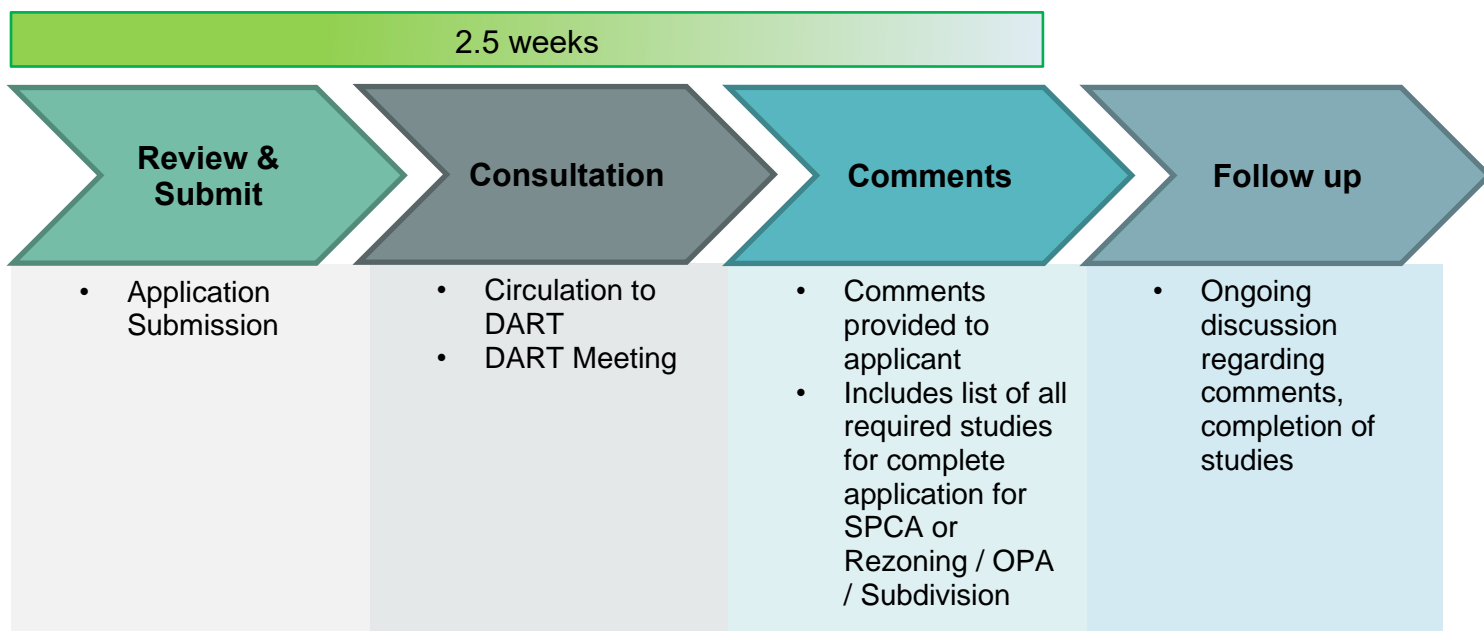 2.5 weeks
Review &
Submit
Consultation
Comments
Follow up
• Application
Submission
• Circulation to
DART
• DART Meeting
• Comments
provided to
applicant
• Includes list of all
required studies
for complete
application for
SPCA or
Rezoning / OPA
/ Subdivision
• Ongoing
discussion
regarding
comments,
completion of
studies